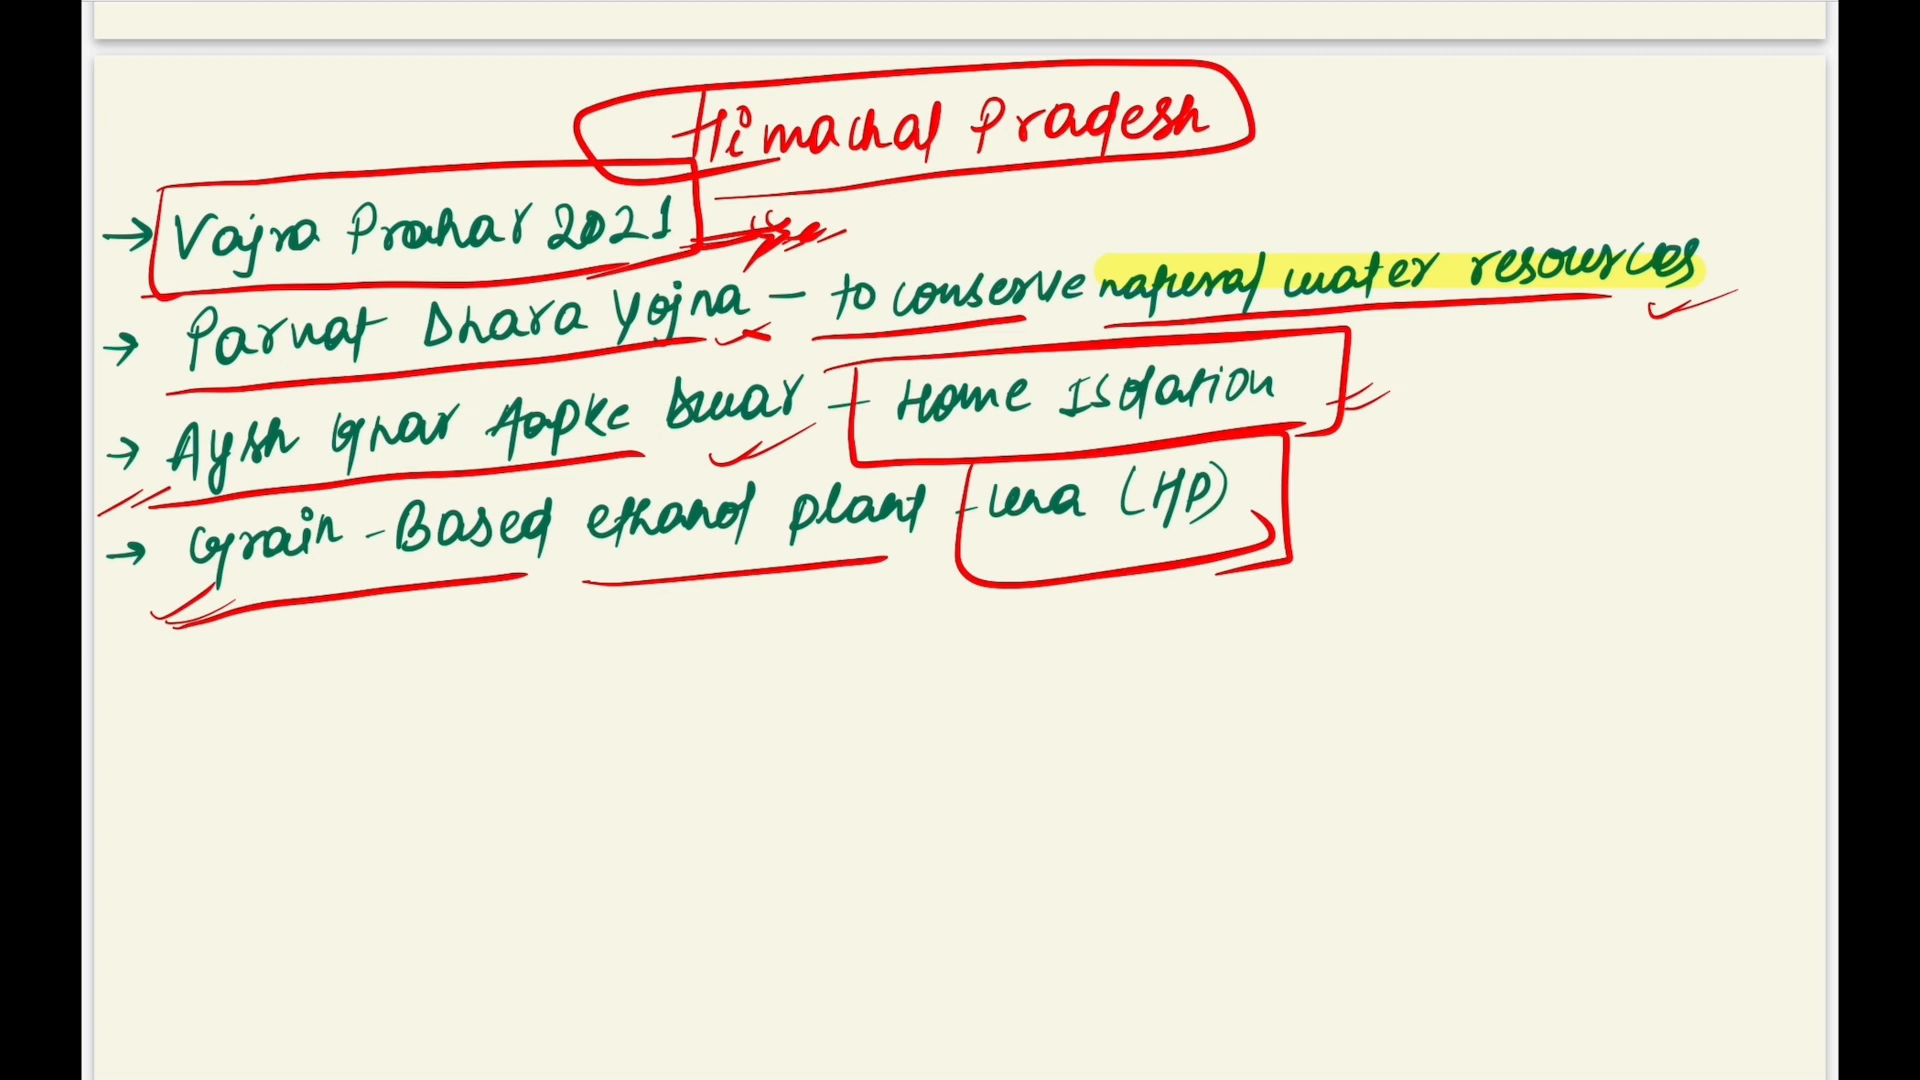 Himachal Pradesh
→ Vajra Prahar 2021
→ Parvat Dhara Yojna - to conserve natural water resources
→ Aysh Ghar Aapke Dwar - Home Isolation
→ Grain-Based ethanol plant - Una (HP)